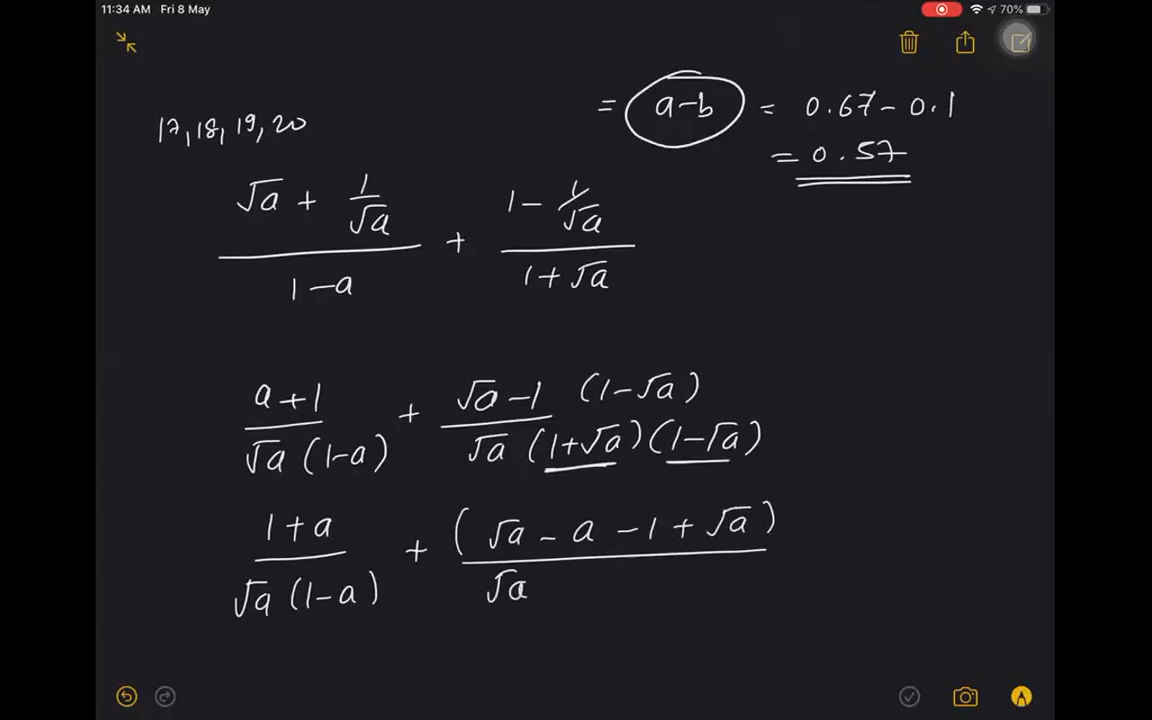 11:34 AM Fri 8 May 70%
= a-b = 0.67 - 0.1
17, 18, 19, 20
= 0.57
√a + 1/√a / 1-a + 1 - 1/√a / 1+√a
a+1 / √a (1-a) + √a-1 (1-√a) / √a (1+√a)(1-√a)
1+a / √a (1-a) + (√a - a - 1 + √a) / √a